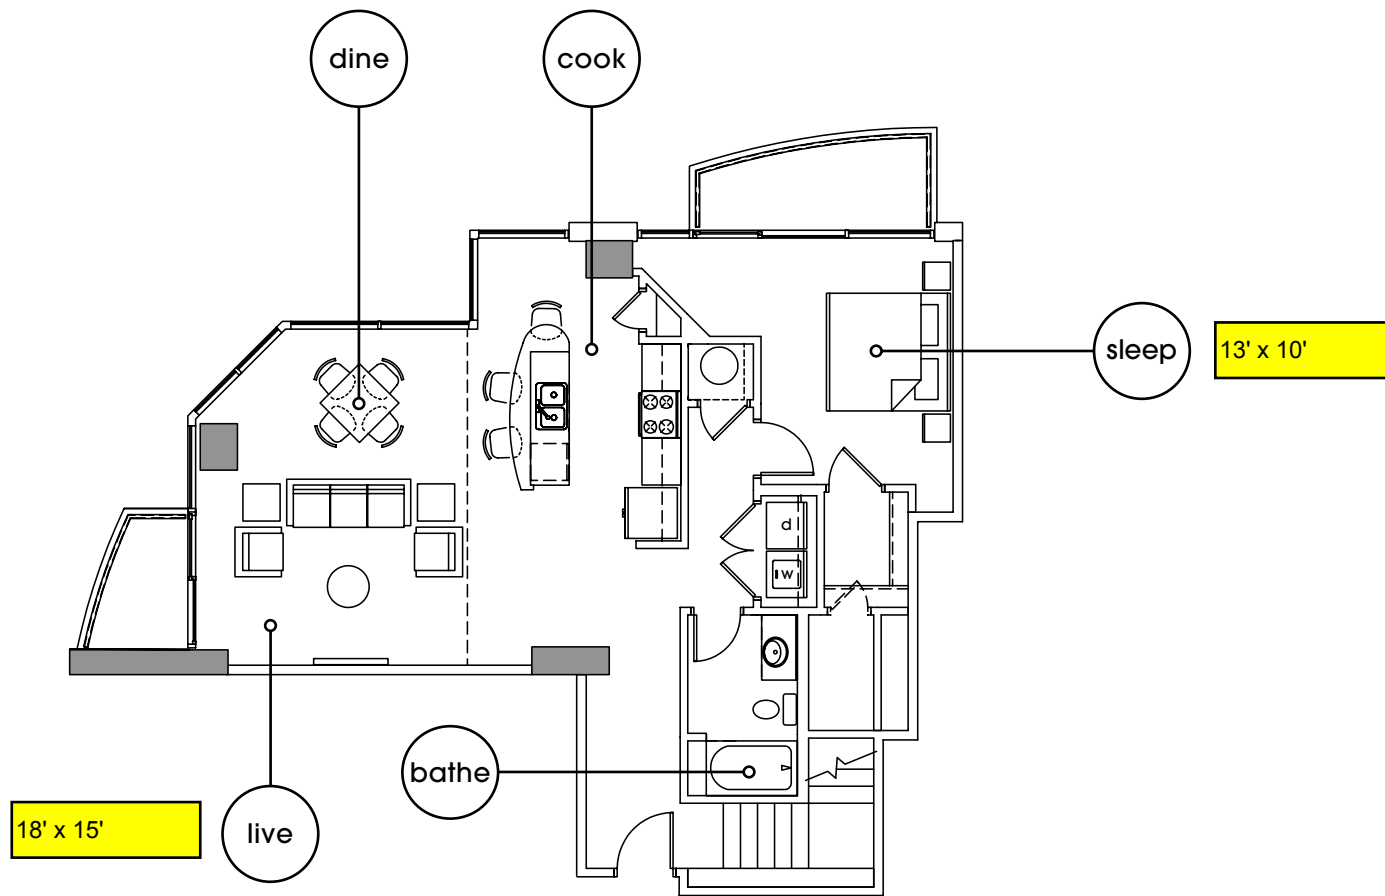 dine
cook
sleep
13' x 10'
d
w
bathe
18' x 15'
live